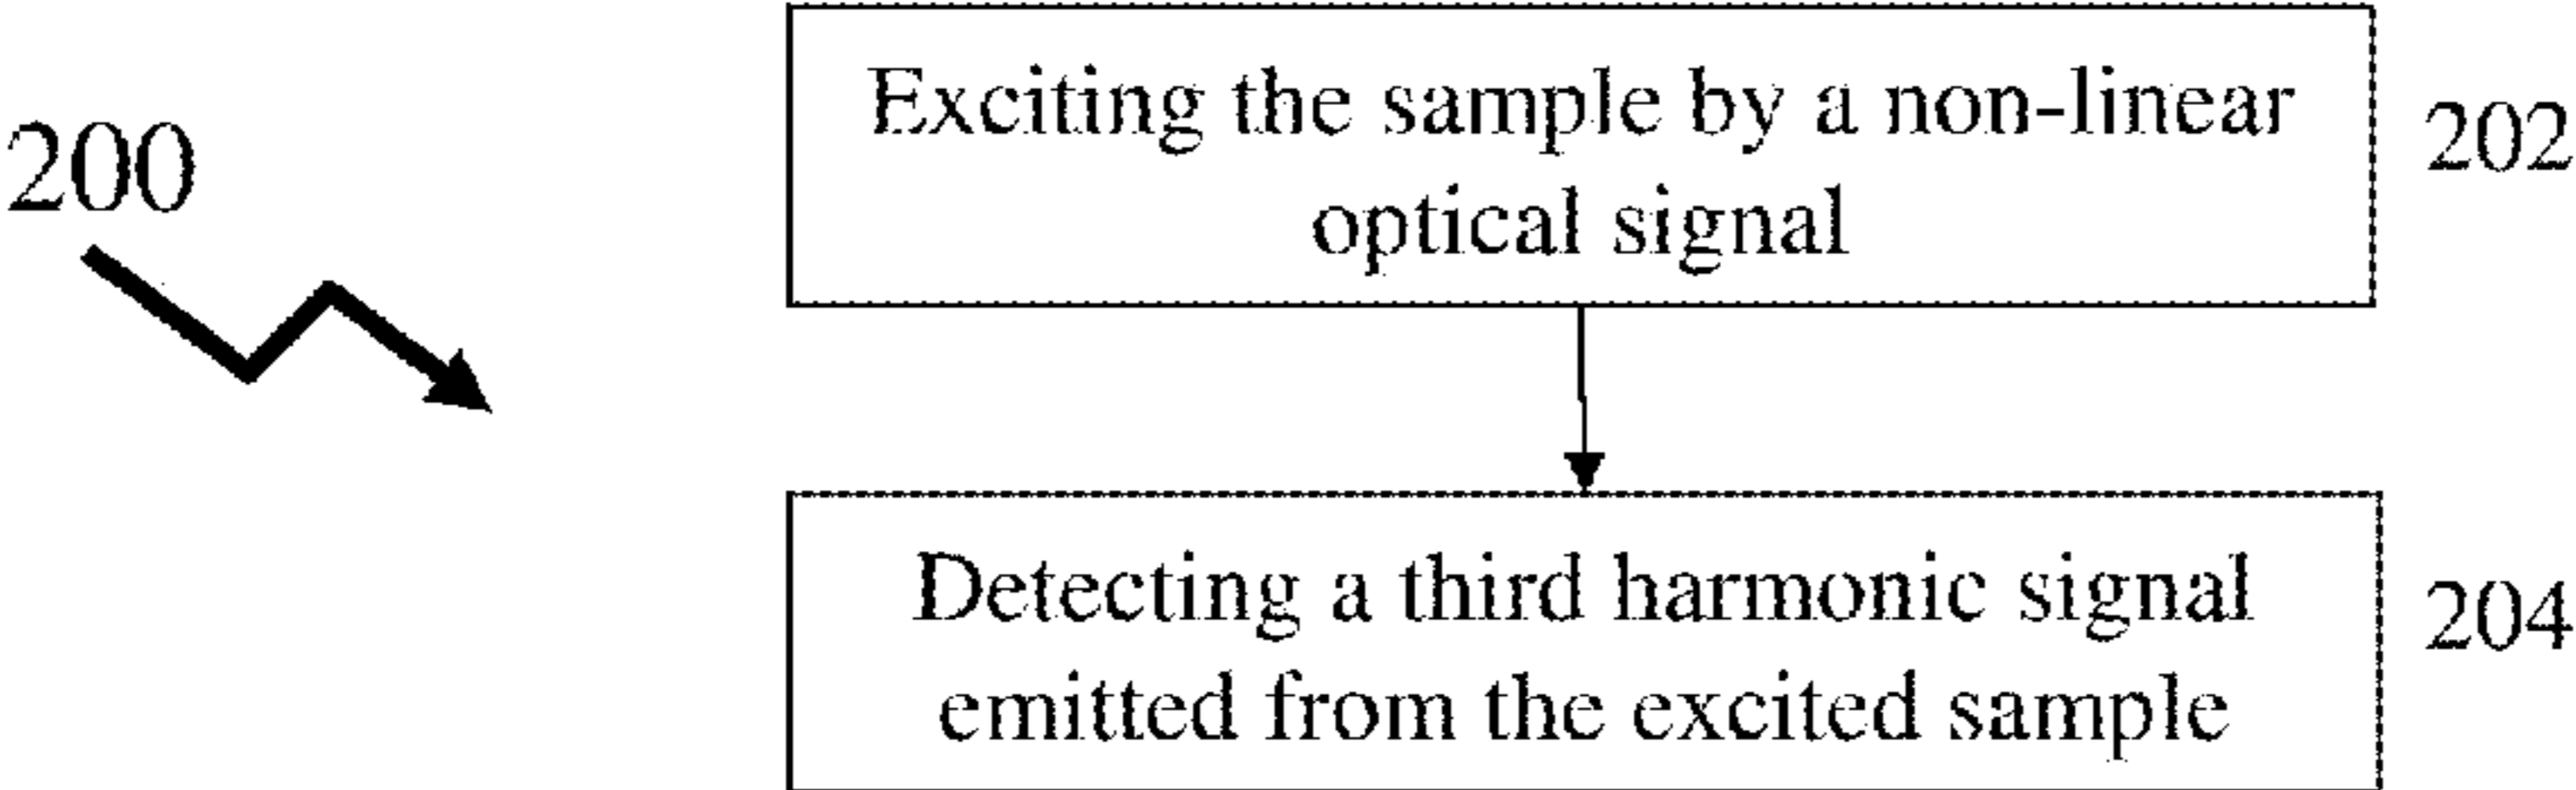 200
Exciting the sample by a non-linear
optical signal
202
Detecting a third harmonic signal
emitted from the excited sample
204